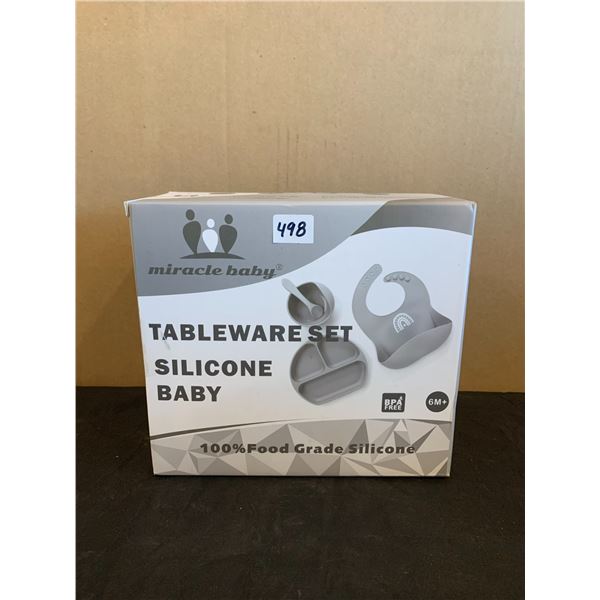 498
miracle baby®
TABLEWARE SET
SILICONE
BABY
BPA
FREE
6M+
100%Food Grade Silicone